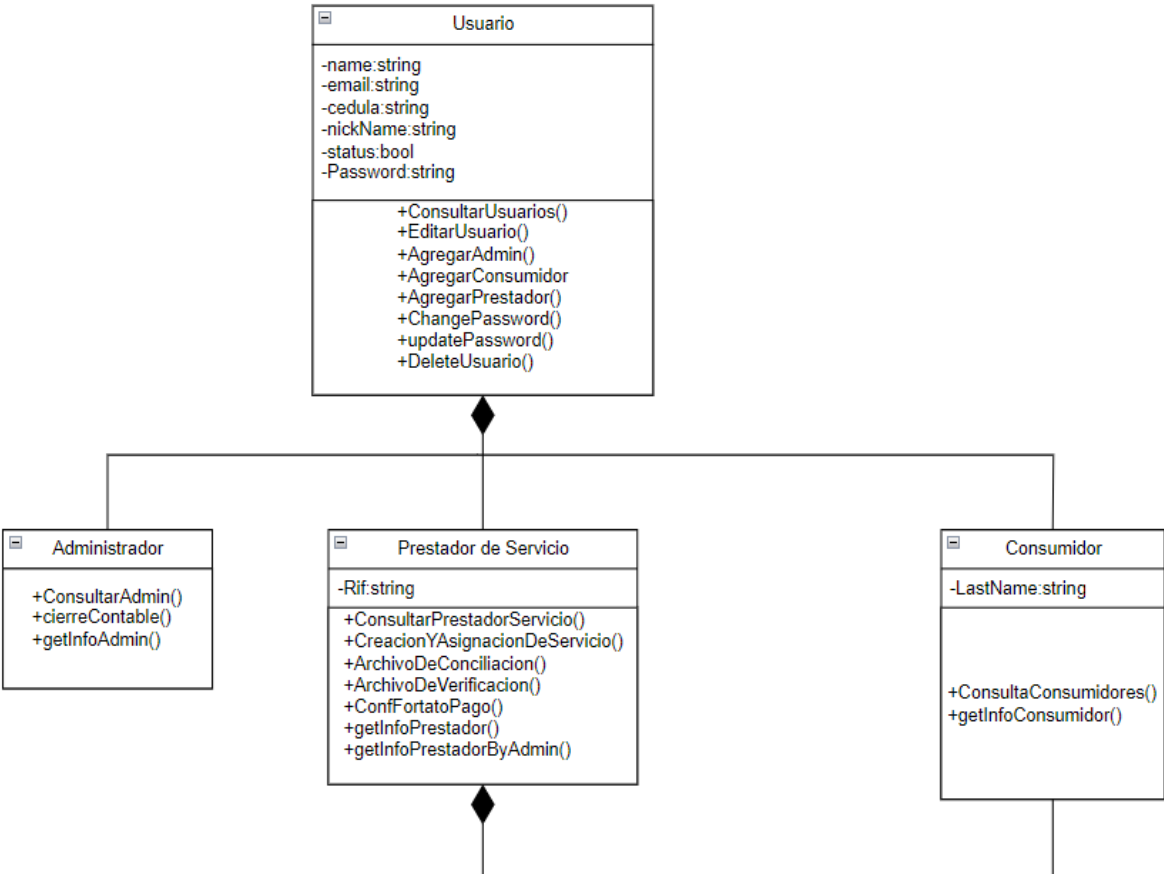 Usuario
-name:string
-email:string
-cedula:string
-nickName:string
-status:bool
-Password:string
+ConsultarUsuarios()
+EditarUsuario()
+AgregarAdmin()
+AgregarConsumidor
+AgregarPrestador()
+ChangePassword()
+updatePassword()
+DeleteUsuario()
Administrador
+ConsultarAdmin()
+cierreContable()
+getInfoAdmin()
Prestador de Servicio
-Rif:string
+ConsultarPrestadorServicio()
+CreacionYAsignacionDeServicio()
+ArchivoDeConciliacion()
+ArchivoDeVerificacion()
+ConfFortatoPago()
+getInfoPrestador()
+getInfoPrestadorByAdmin()
Consumidor
-LastName:string
+ConsultaConsumidores()
+getInfoConsumidor()